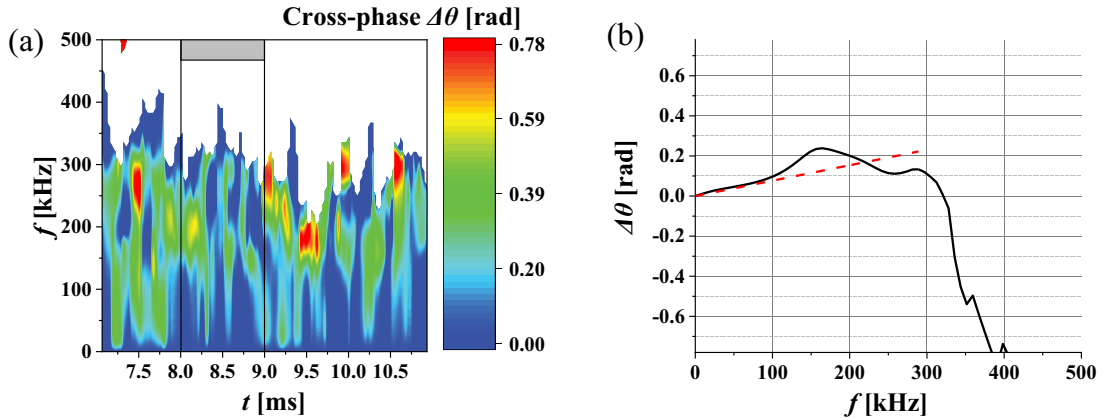 Cross-phase Δθ [rad]
(a)
(b)
500
400
300
200
100
0
f [kHz]
7.5 8.0 8.5 9.0 9.5 10.0 10.5
t [ms]
0.78
0.59
0.49
0.39
0.20
0.00
0.6
0.4
0.2
0.0
-0.2
-0.4
-0.6
Δθ [rad]
0 100 200 300 400 500
f [kHz]